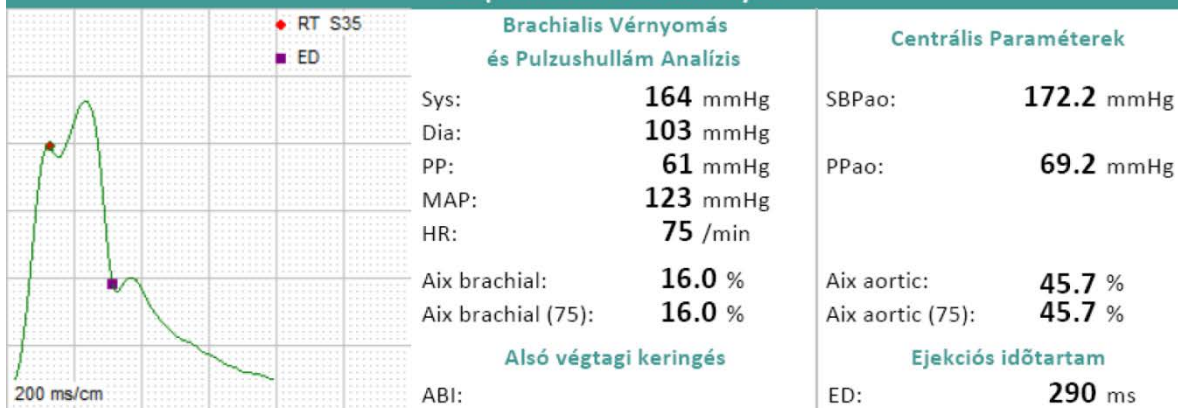 RT S35
ED
200 ms/cm
Brachialis Vérnyomás
és Pulzushullám Analízis
Sys: 164 mmHg
Dia: 103 mmHg
PP: 61 mmHg
MAP: 123 mmHg
HR: 75 /min
Aix brachial: 16.0 %
Aix brachial (75): 16.0 %
Alsó végtagi keringés
ABI:
Centrális Paraméterek
SBPao: 172.2 mmHg
PPao: 69.2 mmHg
Aix aortic: 45.7 %
Aix aortic (75): 45.7 %
Ejekciós idõtartam
ED: 290 ms